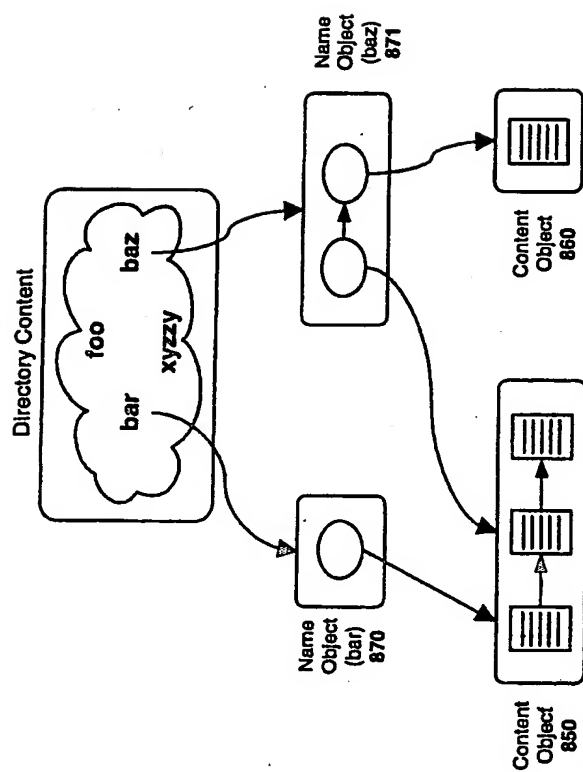 Directory Content
foo
bar
baz
xyzzy
Name
Object
(bar)
870
Name
Object
(baz)
871
Content
Object
850
Content
Object
860